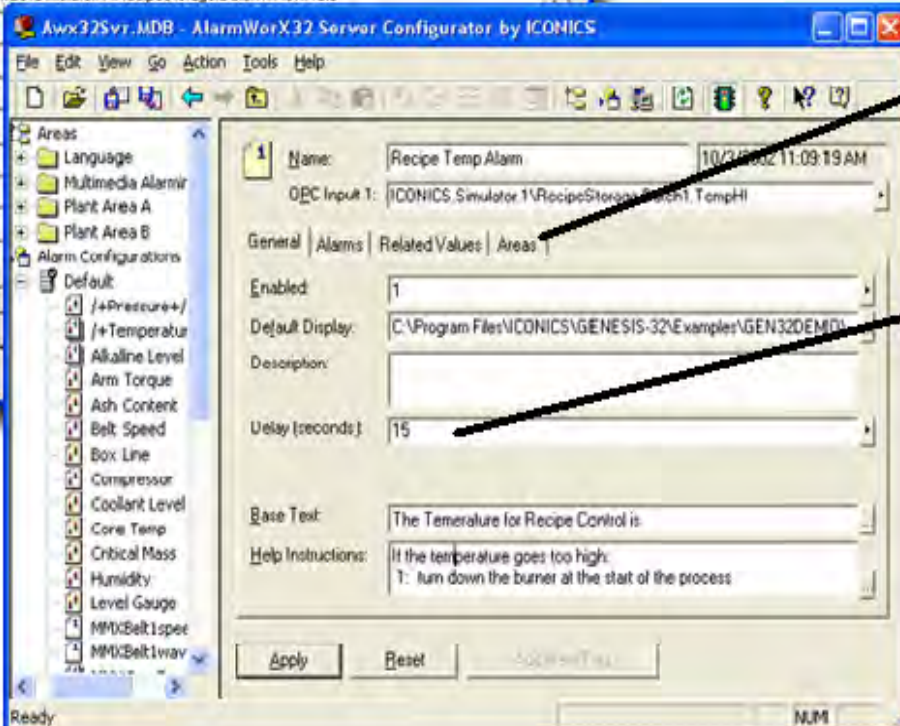 Awx32Svr.MDB - AlarmWorX32 Server Configurator by ICONICS
File Edit View Go Action Tools Help
Areas
Language
Multimedia Alarmir
Plant Area A
Plant Area B
Alarm Configurations
Default
/+Pressure+/
/+Temperatur
Alkaline Level
Arm Torque
Ash Content
Belt Speed
Box Line
Compressor
Coolant Level
Core Temp
Critical Mass
Humidity
Level Gauge
MMXBelt1spee
MMXBelt1wav
Name: Recipe Temp Alarm 11:09:19 AM
OPC Input 1: ICONICS.Simulator.1\RecipeStorage. TempHI
General Alarms Related Values Areas
Enabled: 1
Default Display: C:\Program Files\ICONICS\GENESIS-32\Examples\GEN32DEMO\
Description:
Delay (seconds): 15
Base Text: The Temerature for Recipe Control is
Help Instructions: If the temperature goes too high:
1: turn down the burner at the start of the process
Apply Reset
Ready NUM